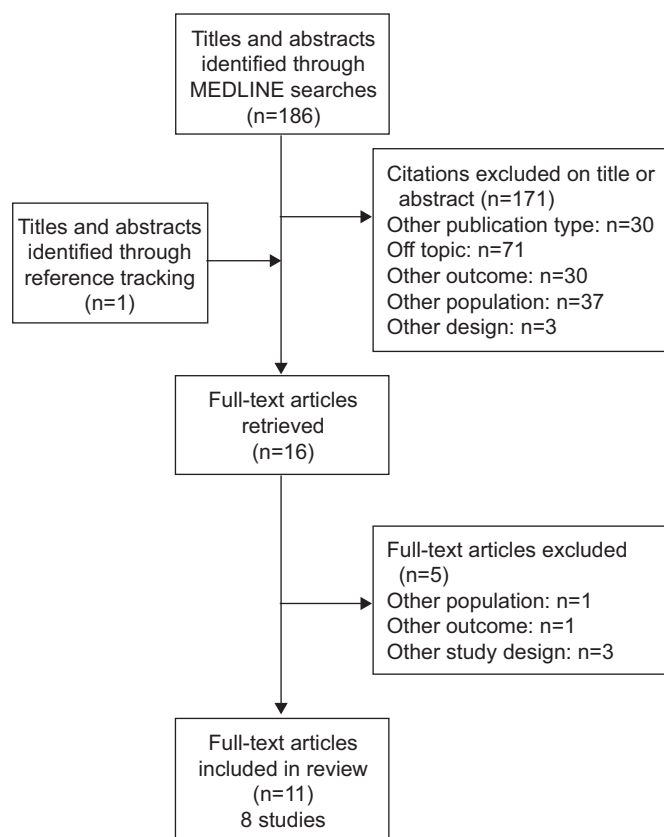 Titles and abstracts
identified through
MEDLINE searches
(n=186)
Citations excluded on title or
abstract (n=171)
Other publication type: n=30
Off topic: n=71
Other outcome: n=30
Other population: n=37
Other design: n=3
Titles and abstracts
identified through
reference tracking
(n=1)
Full-text articles
retrieved
(n=16)
Full-text articles excluded
(n=5)
Other population: n=1
Other outcome: n=1
Other study design: n=3
Full-text articles
included in review
(n=11)
8 studies